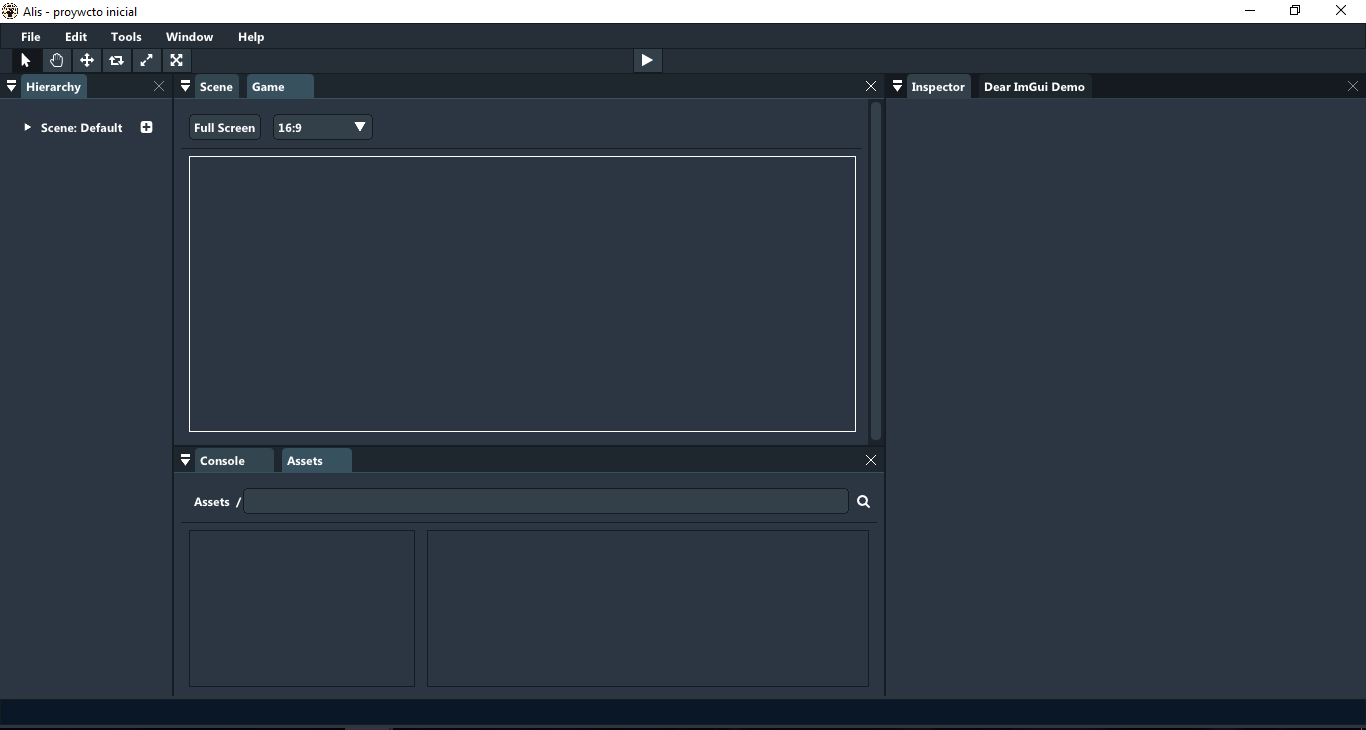 Alis - proywcto inicial
File Edit Tools Window Help
Hierarchy
Scene Game
Inspector Dear ImGui Demo
Scene: Default
Full Screen 16:9
Console Assets
Assets /